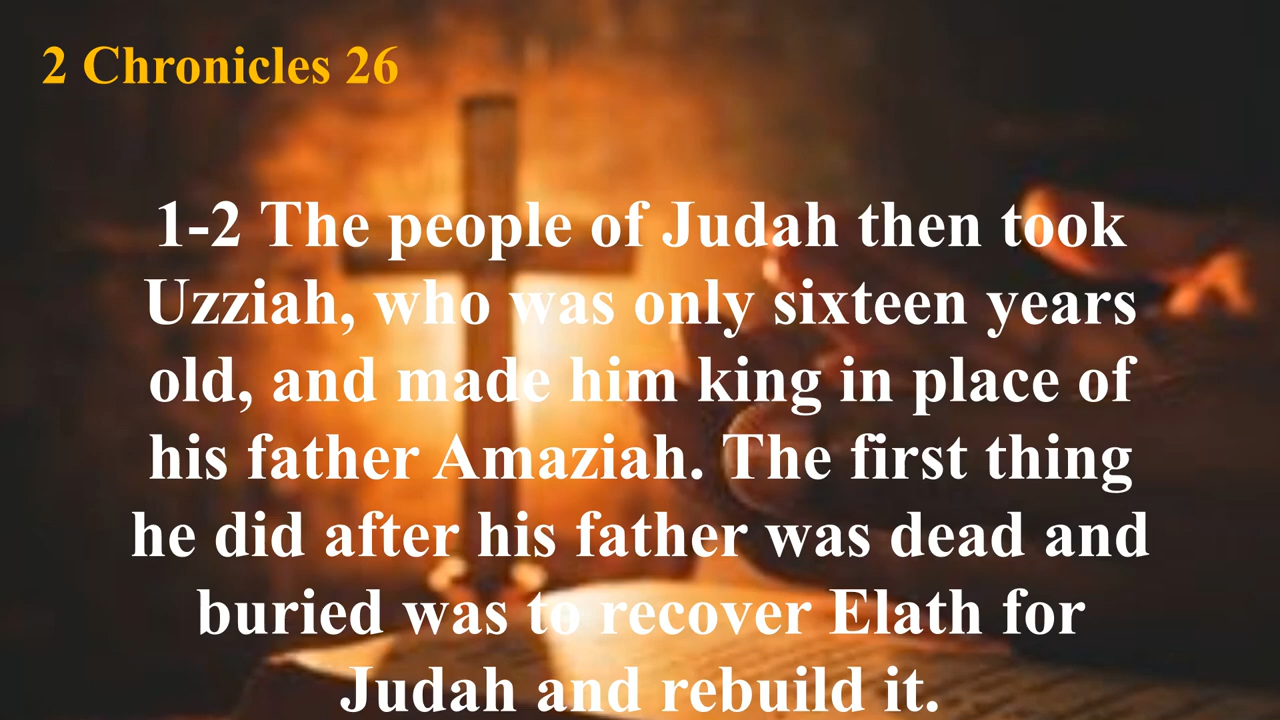 2 Chronicles 26
1-2 The people of Judah then took
Uzziah, who was only sixteen years
old, and made him king in place of
his father Amaziah. The first thing
he did after his father was dead and
buried was to recover Elath for
Judah and rebuild it.